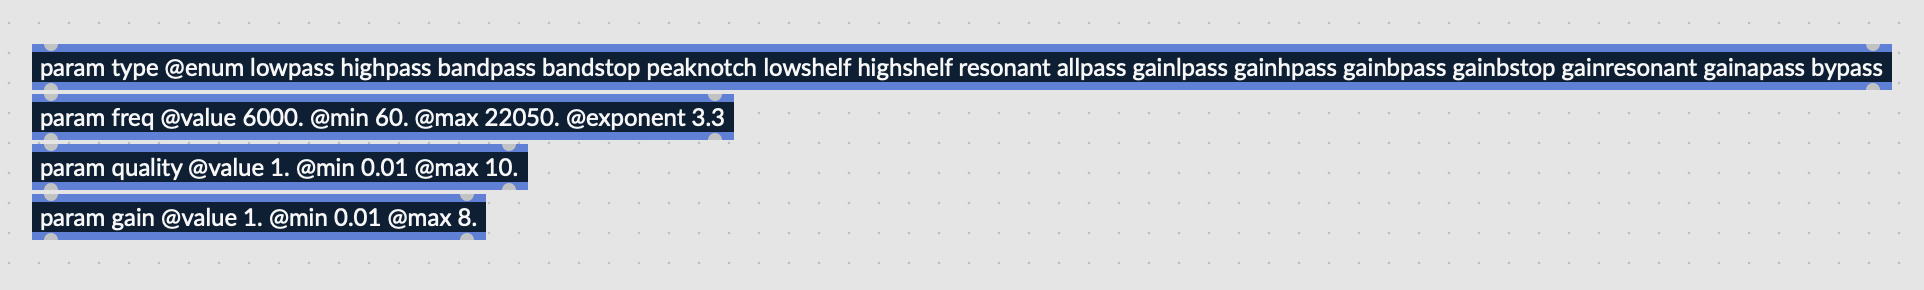 param type @enum lowpass highpass bandpass bandstop peaknotch lowshelf highshelf resonant allpass gainlpass gainhpass gainbpass gainbstop gainresonant gainapass bypass
param freq @value 6000. @min 60. @max 22050. @exponent 3.3
param quality @value 1. @min 0.01 @max 10.
param gain @value 1. @min 0.01 @max 8.